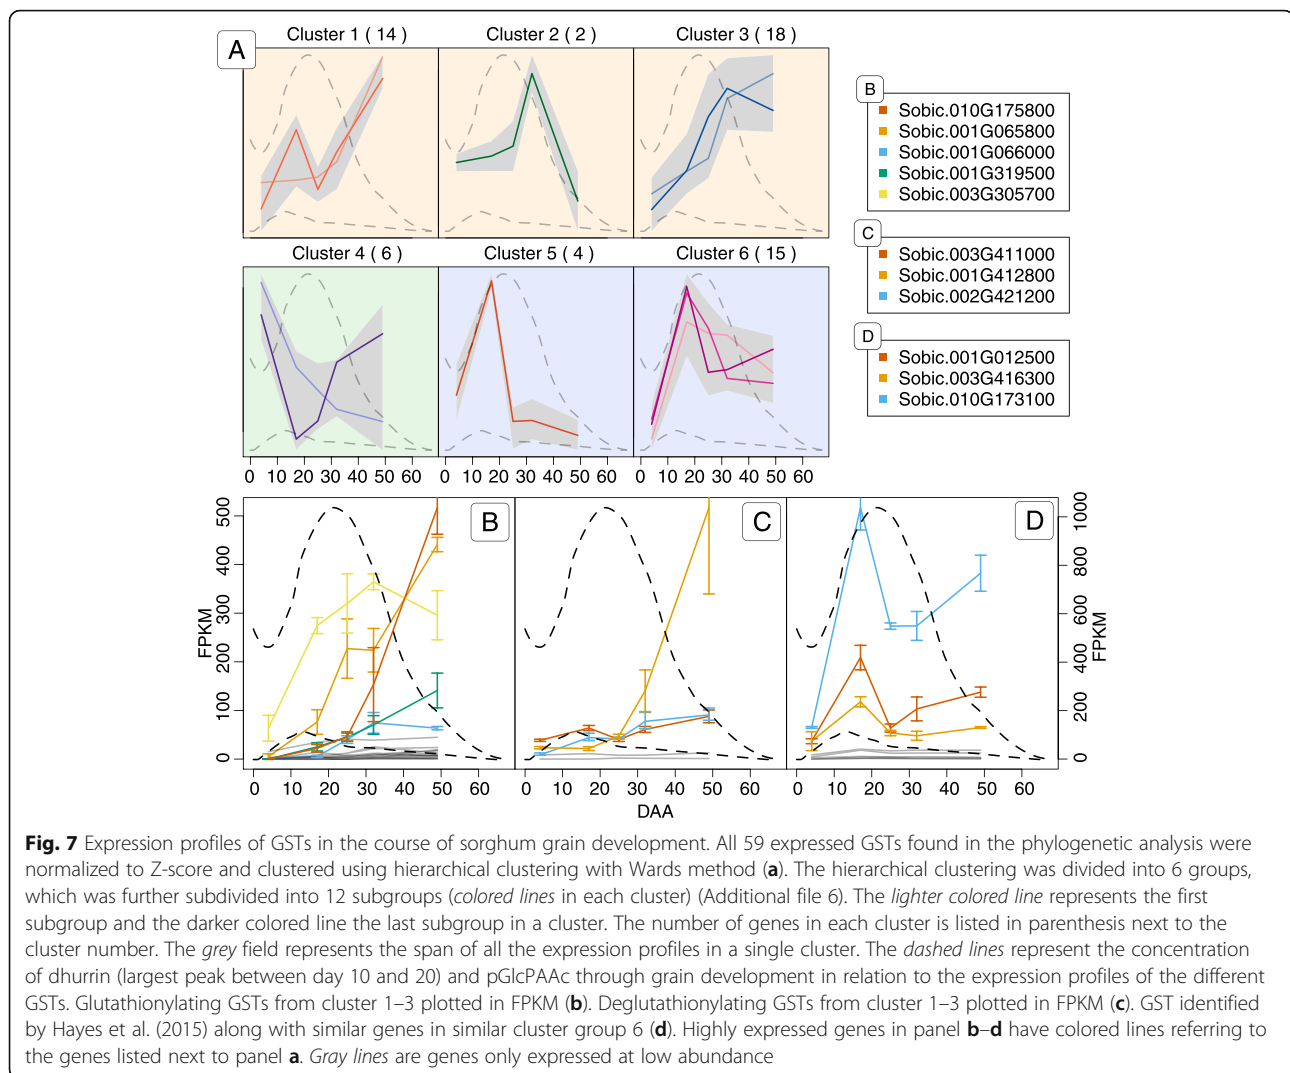 A
Cluster 1 ( 14 )
Cluster 2 ( 2 )
Cluster 3 ( 18 )
Cluster 4 ( 6 )
Cluster 5 ( 4 )
Cluster 6 ( 15 )
0 10 20 30 40 50 60
0 10 20 30 40 50 60
0 10 20 30 40 50 60
B
Sobic.010G175800
Sobic.001G065800
Sobic.001G066000
Sobic.001G319500
Sobic.003G305700
C
Sobic.003G411000
Sobic.001G412800
Sobic.002G421200
D
Sobic.001G012500
Sobic.003G416300
Sobic.010G173100
B
C
D
FPKM
500
400
300
200
100
0
1000
800
600
400
200
0
FPKM
0 10 20 30 40 50 60
0 10 20 30 40 50 60
0 10 20 30 40 50 60
DAA
Fig. 7 Expression profiles of GSTs in the course of sorghum grain development. All 59 expressed GSTs found in the phylogenetic analysis were
normalized to Z-score and clustered using hierarchical clustering with Wards method (a). The hierarchical clustering was divided into 6 groups,
which was further subdivided into 12 subgroups (colored lines in each cluster) (Additional file 6). The lighter colored line represents the first
subgroup and the darker colored line the last subgroup in a cluster. The number of genes in each cluster is listed in parenthesis next to the
cluster number. The grey field represents the span of all the expression profiles in a single cluster. The dashed lines represent the concentration
of dhurrin (largest peak between day 10 and 20) and pGlcPAAc through grain development in relation to the expression profiles of the different
GSTs. Glutathionylating GSTs from cluster 1–3 plotted in FPKM (b). Deglutathionylating GSTs from cluster 1–3 plotted in FPKM (c). GST identified
by Hayes et al. (2015) along with similar genes in similar cluster group 6 (d). Highly expressed genes in panel b–d have colored lines referring to
the genes listed next to panel a. Gray lines are genes only expressed at low abundance